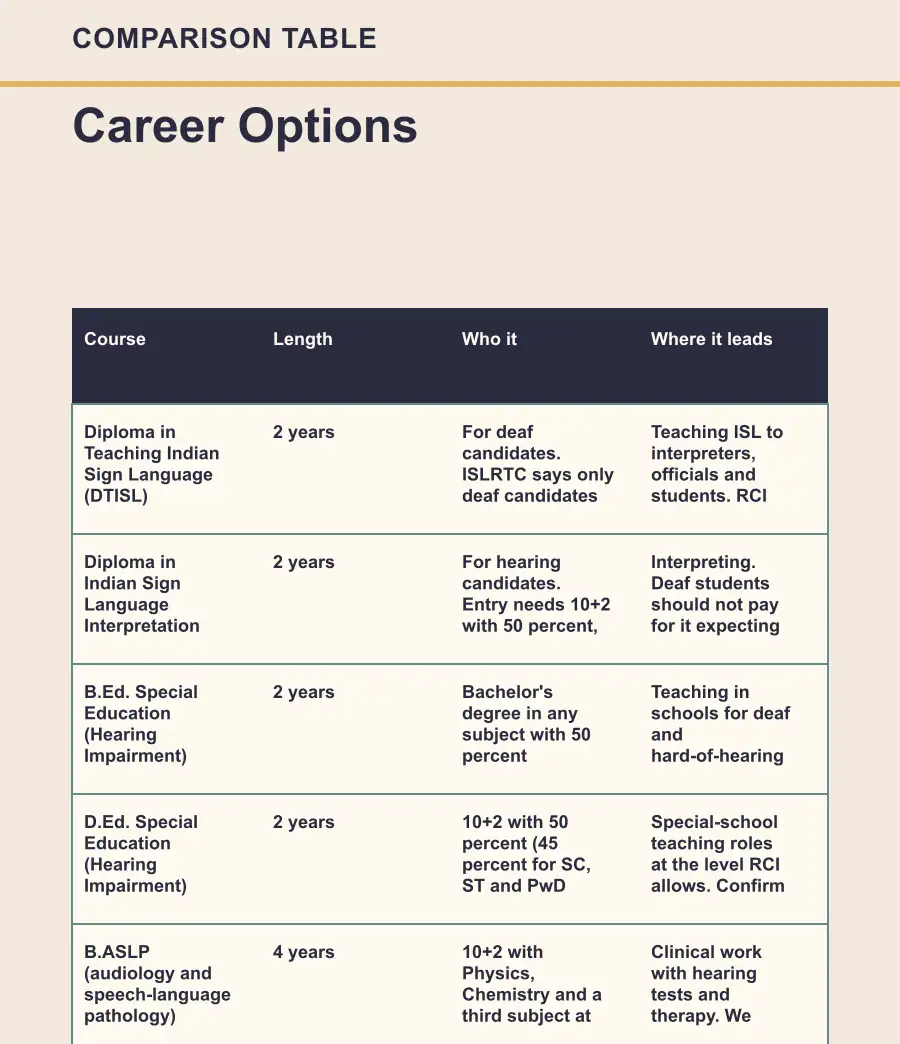 COMPARISON TABLE
Career Options
Course
Length
Who it
Where it leads
Diploma in
Teaching Indian
Sign Language
(DTISL)
2 years
For deaf
candidates.
ISLRTC says only
deaf candidates
Teaching ISL to
interpreters,
officials and
students. RCI
Diploma in
Indian Sign
Language
Interpretation
2 years
For hearing
candidates.
Entry needs 10+2
with 50 percent,
Interpreting.
Deaf students
should not pay
for it expecting
B.Ed. Special
Education
(Hearing
Impairment)
2 years
Bachelor's
degree in any
subject with 50
percent
Teaching in
schools for deaf
and
hard-of-hearing
D.Ed. Special
Education
(Hearing
Impairment)
2 years
10+2 with 50
percent (45
percent for SC,
ST and PwD
Special-school
teaching roles
at the level RCI
allows. Confirm
B.ASLP
(audiology and
speech-language
pathology)
4 years
10+2 with
Physics,
Chemistry and a
third subject at
Clinical work
with hearing
tests and
therapy. We